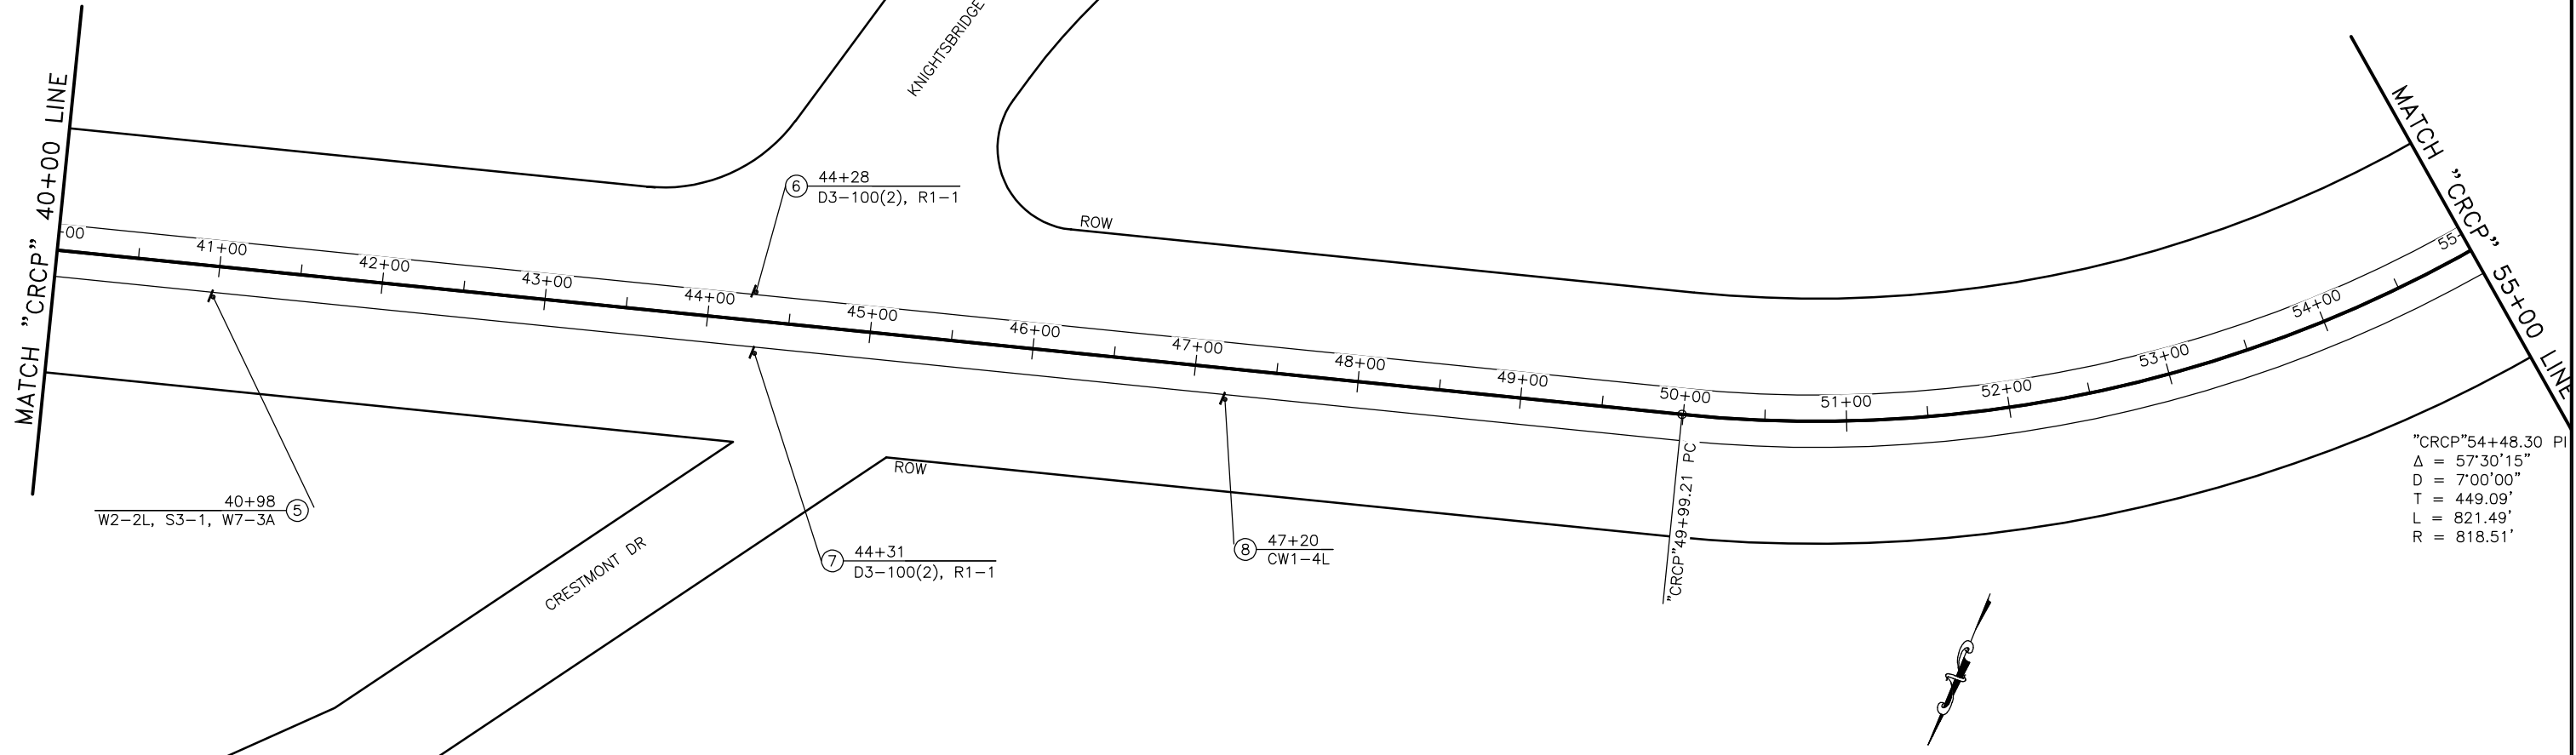 MATCH "CRCP" 40+00 LINE
KNIGHTSBRIDGE
MATCH "CRCP" 55+00 LINE
6
44+28
D3-100(2), R1-1
ROW
+00
41+00
42+00
43+00
44+00
45+00
46+00
47+00
48+00
49+00
50+00
51+00
52+00
53+00
54+00
55
"CRCP"49+99.21 PC
"CRCP"54+48.30 PI
Δ = 57°30'15"
D = 7°00'00"
T = 449.09'
L = 821.49'
R = 818.51'
ROW
40+98
W2-2L, S3-1, W7-3A
5
7
44+31
D3-100(2), R1-1
8
47+20
CW1-4L
CRESTMONT DR